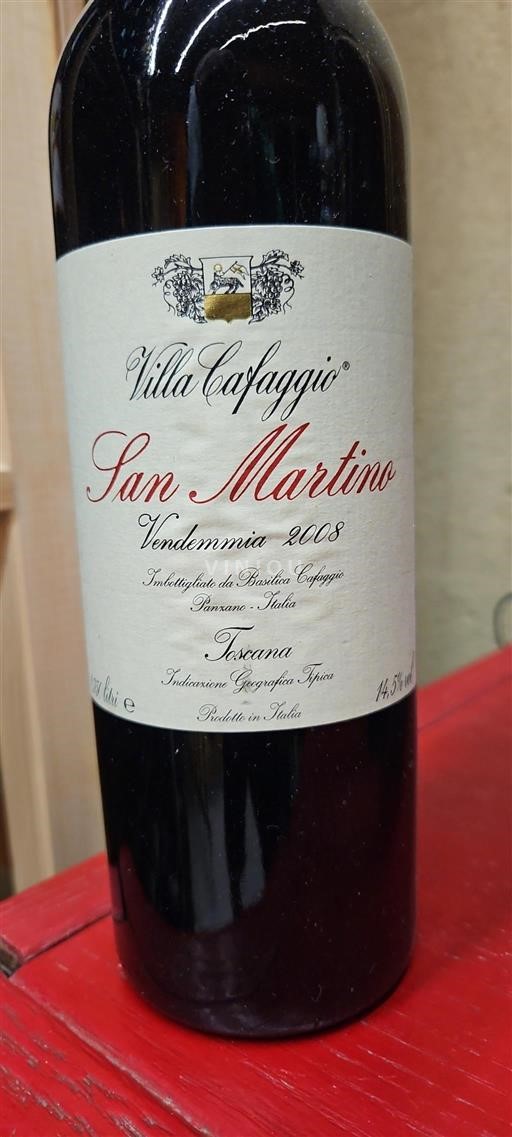 Villa Cafaggio®
San Martino
Vendemmia 2008
VINIOU
Imbottigliato da Basilica Cafaggio
Panzano - Italia
Toscana
Indicazione Geografica Tipica
litri e
14,5% vol
Prodotto in Italia